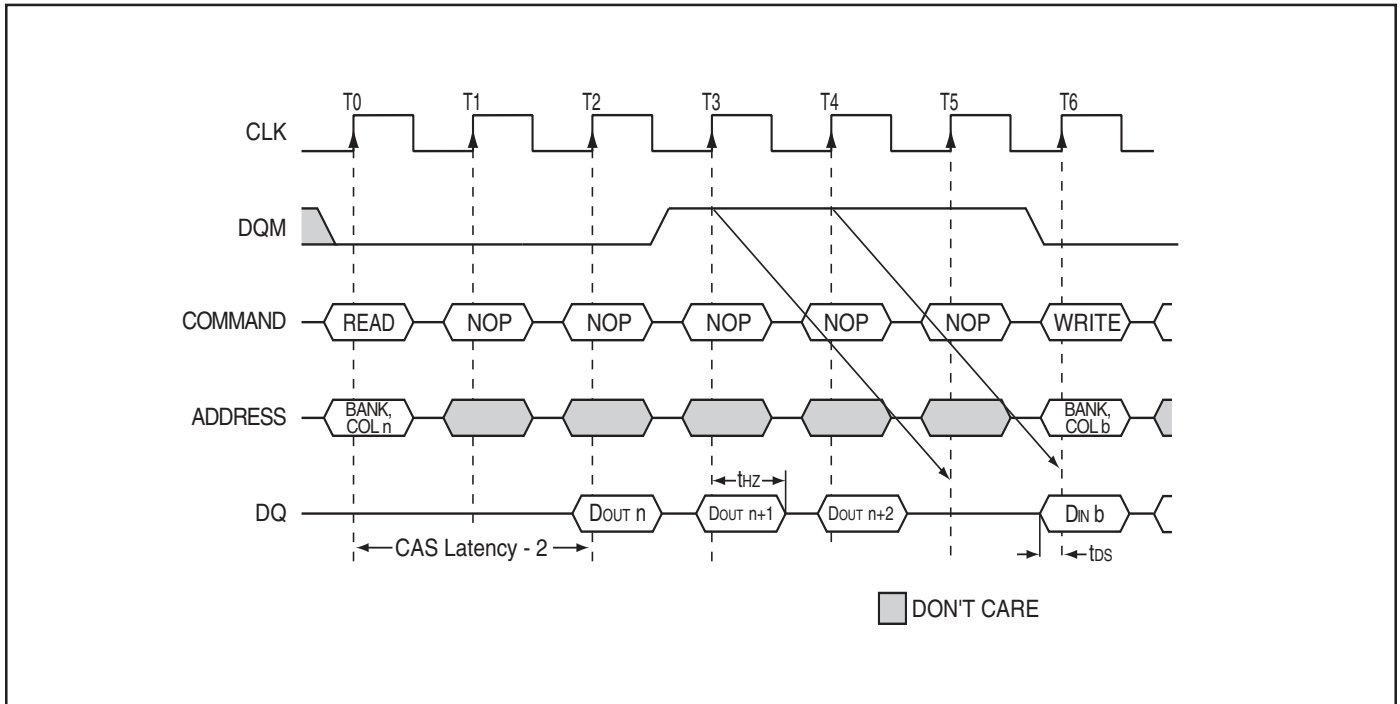 T0 T1 T2 T3 T4 T5 T6
CLK
DQM
COMMAND READ NOP NOP NOP NOP NOP WRITE
ADDRESS BANK, COL n BANK, COL b
tHZ
DQ DOUT n DOUT n+1 DOUT n+2 DIN b
CAS Latency - 2 tDS
DON'T CARE